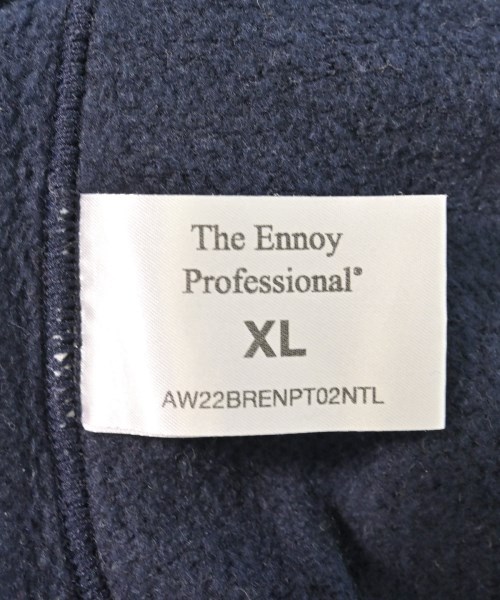 The Ennoy
Professional®
XL
AW22BRENPT02NTL